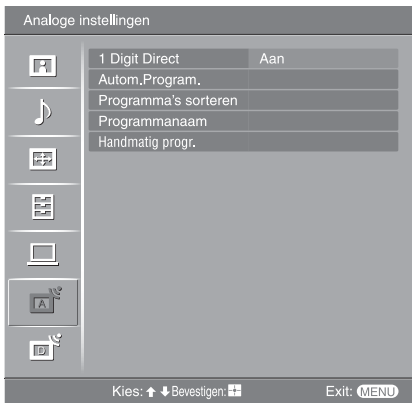 Analoge instellingen
1 Digit Direct Aan
Autom.Program.
Programma's sorteren
Programmanaam
Handmatig progr.
A
D
Kies: Bevestigen: Exit: MENU